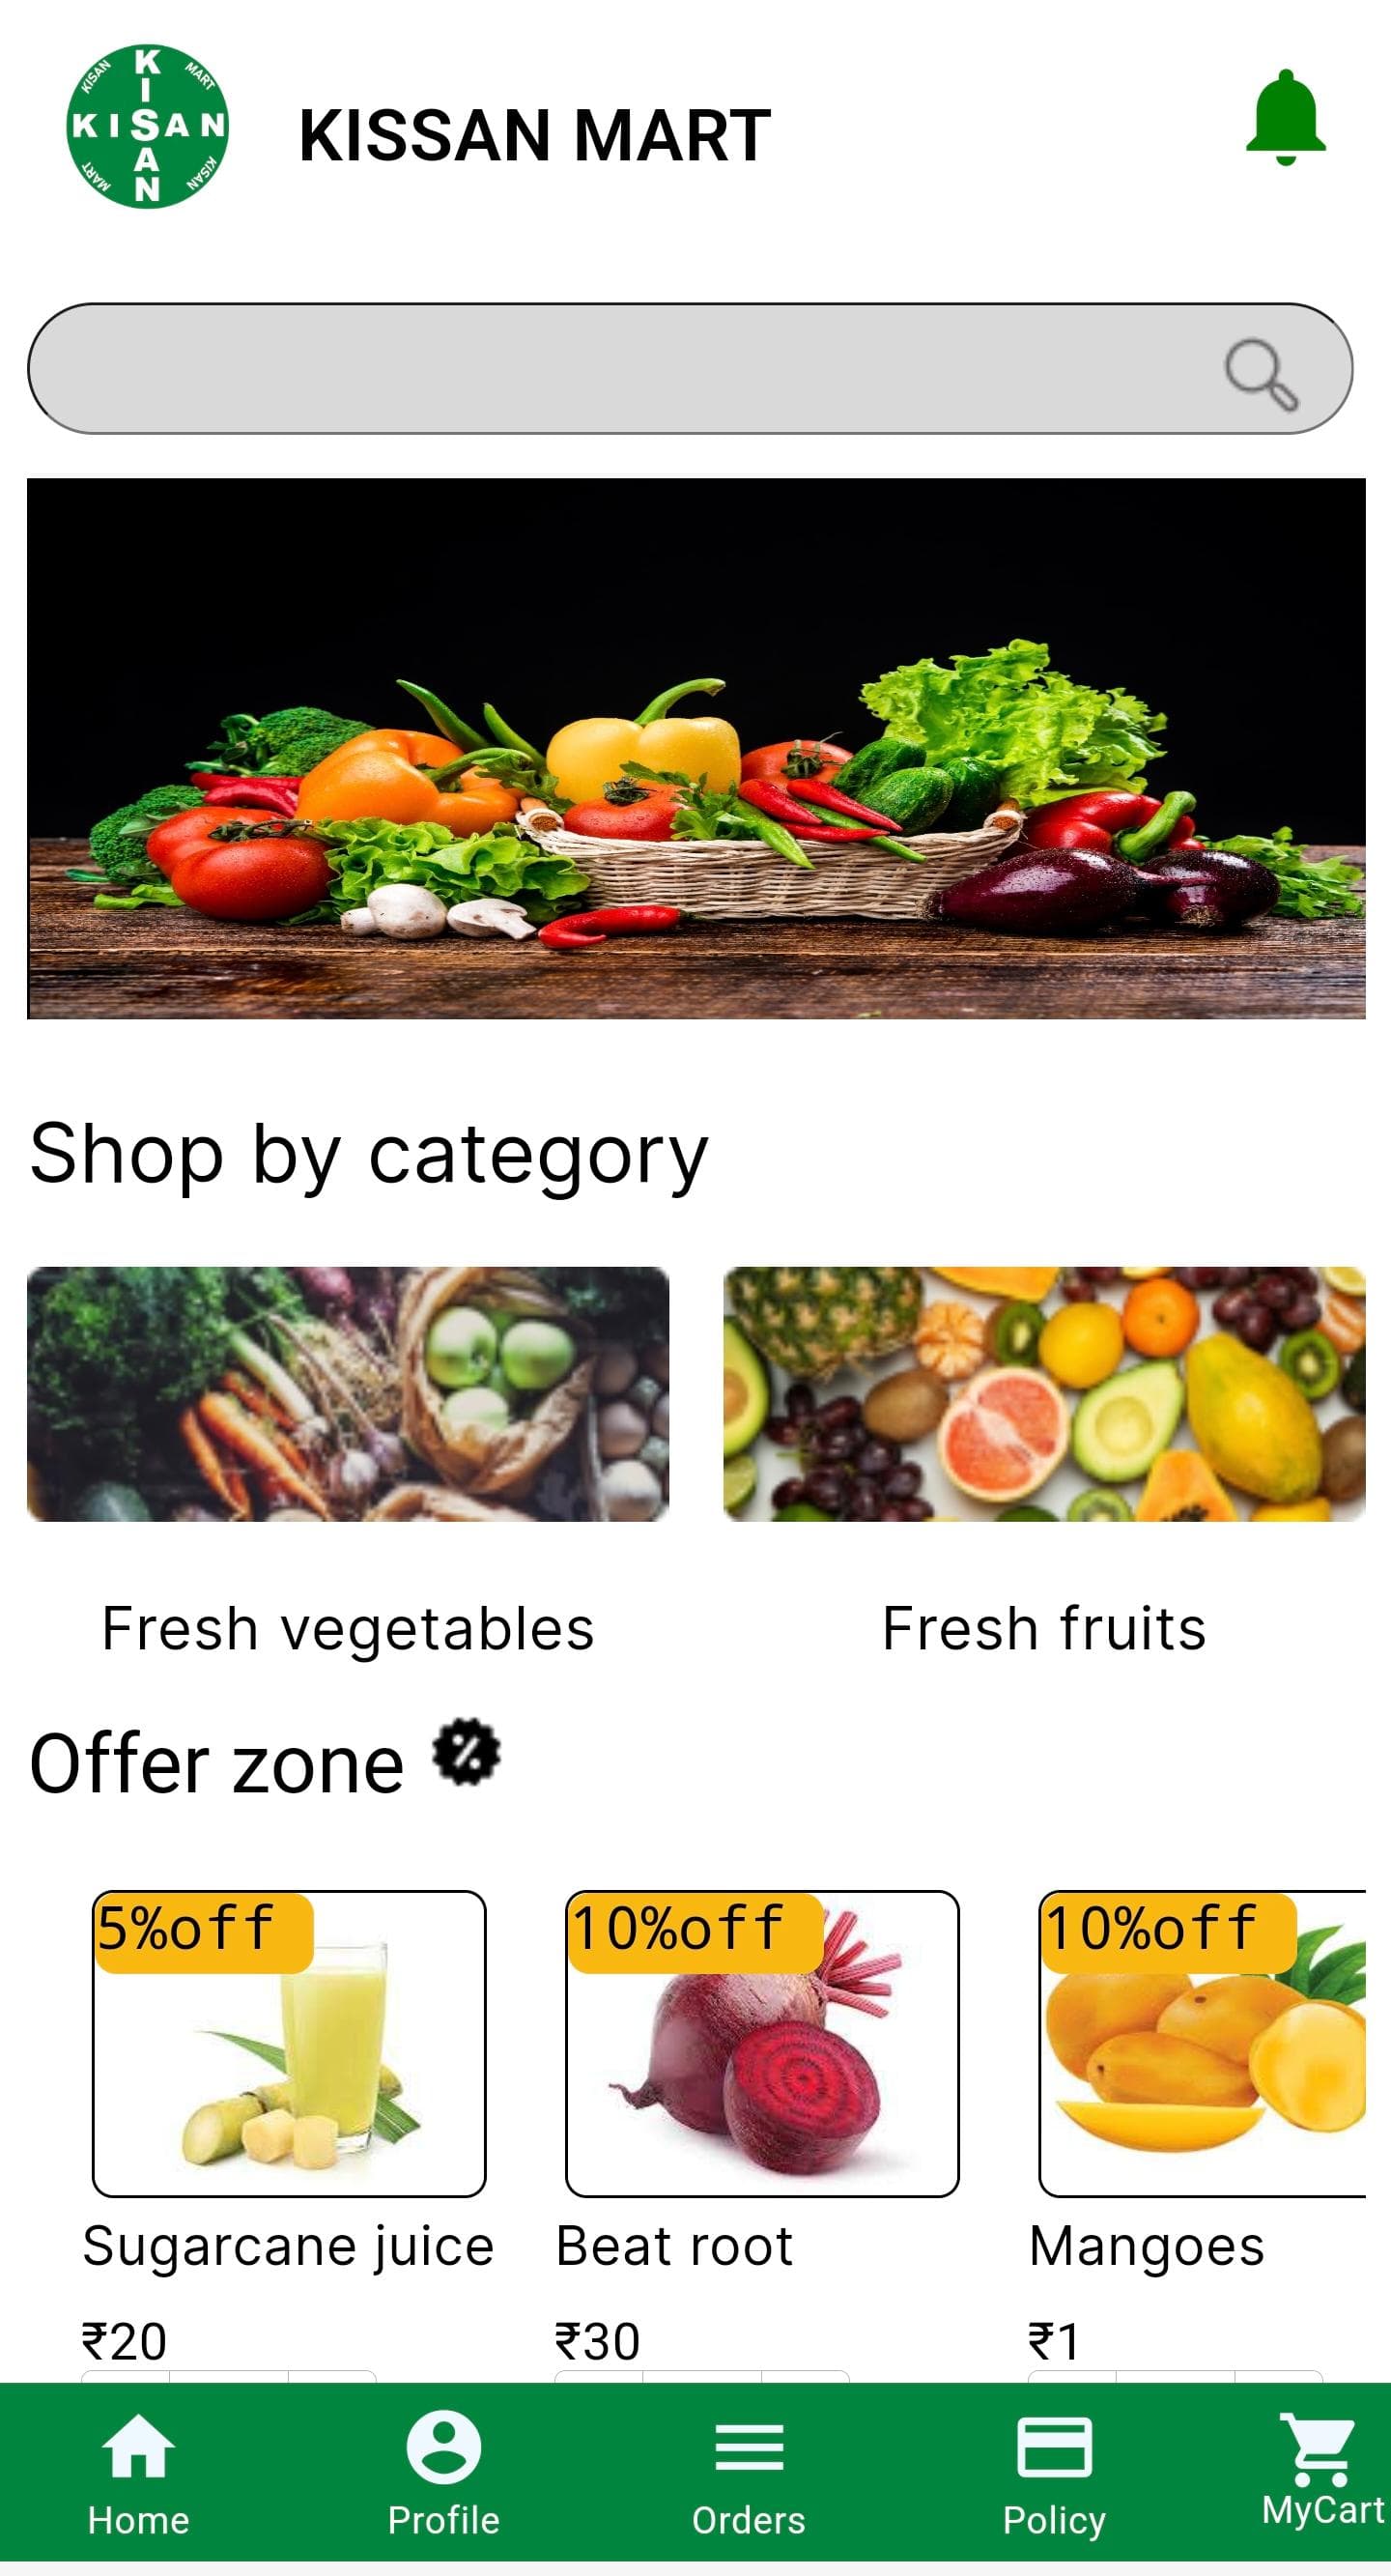 K
KISAN MART
I
KISAN
A
MART KISAN
N
KISSAN MART
Shop by category
Fresh vegetables Fresh fruits
Offer zone
5%off 10%off 10%off
Sugarcane juice Beat root Mangoes
₹20 ₹30 ₹1
Home Profile Orders Policy MyCart